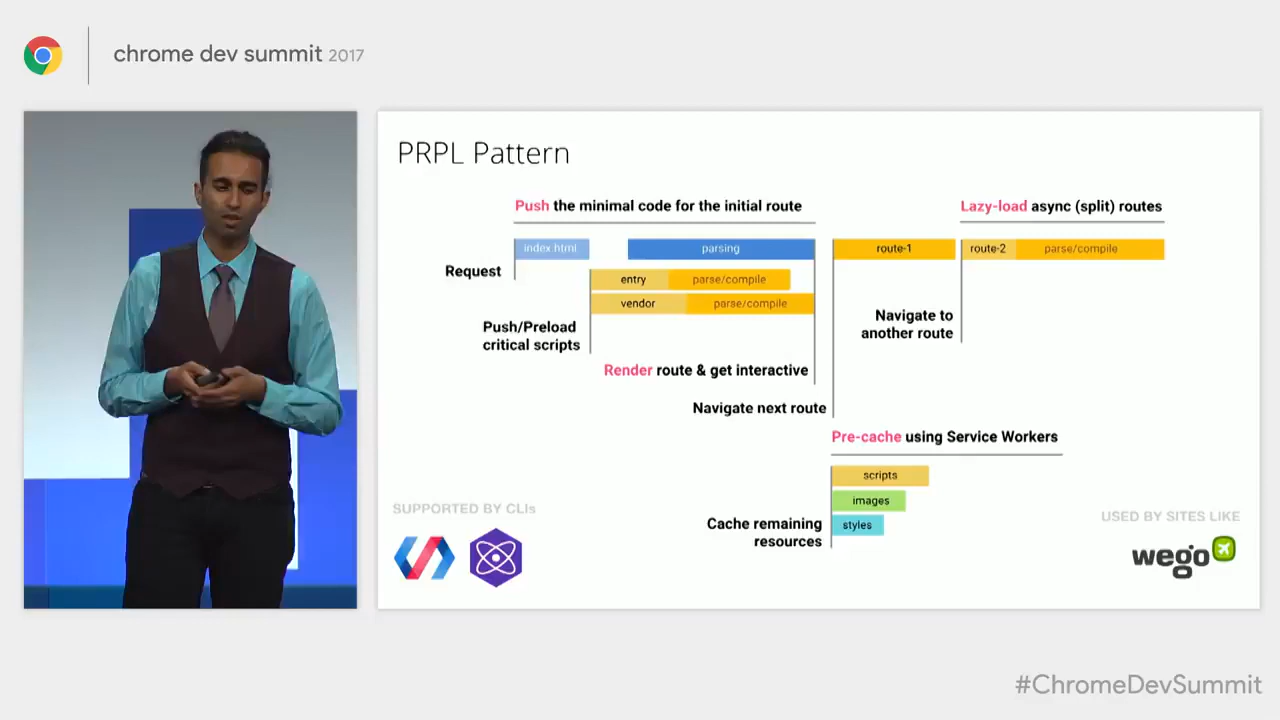 chrome dev summit 2017
PRPL Pattern
Push the minimal code for the initial route
Lazy-load async (split) routes
index.html
parsing
route-1
route-2
parse/compile
Request
entry
parse/compile
vendor
parse/compile
Push/Preload
critical scripts
Navigate to
another route
Render route & get interactive
Navigate next route
Pre-cache using Service Workers
scripts
images
styles
Cache remaining
resources
SUPPORTED BY CLIs
USED BY SITES LIKE
wego
#ChromeDevSummit